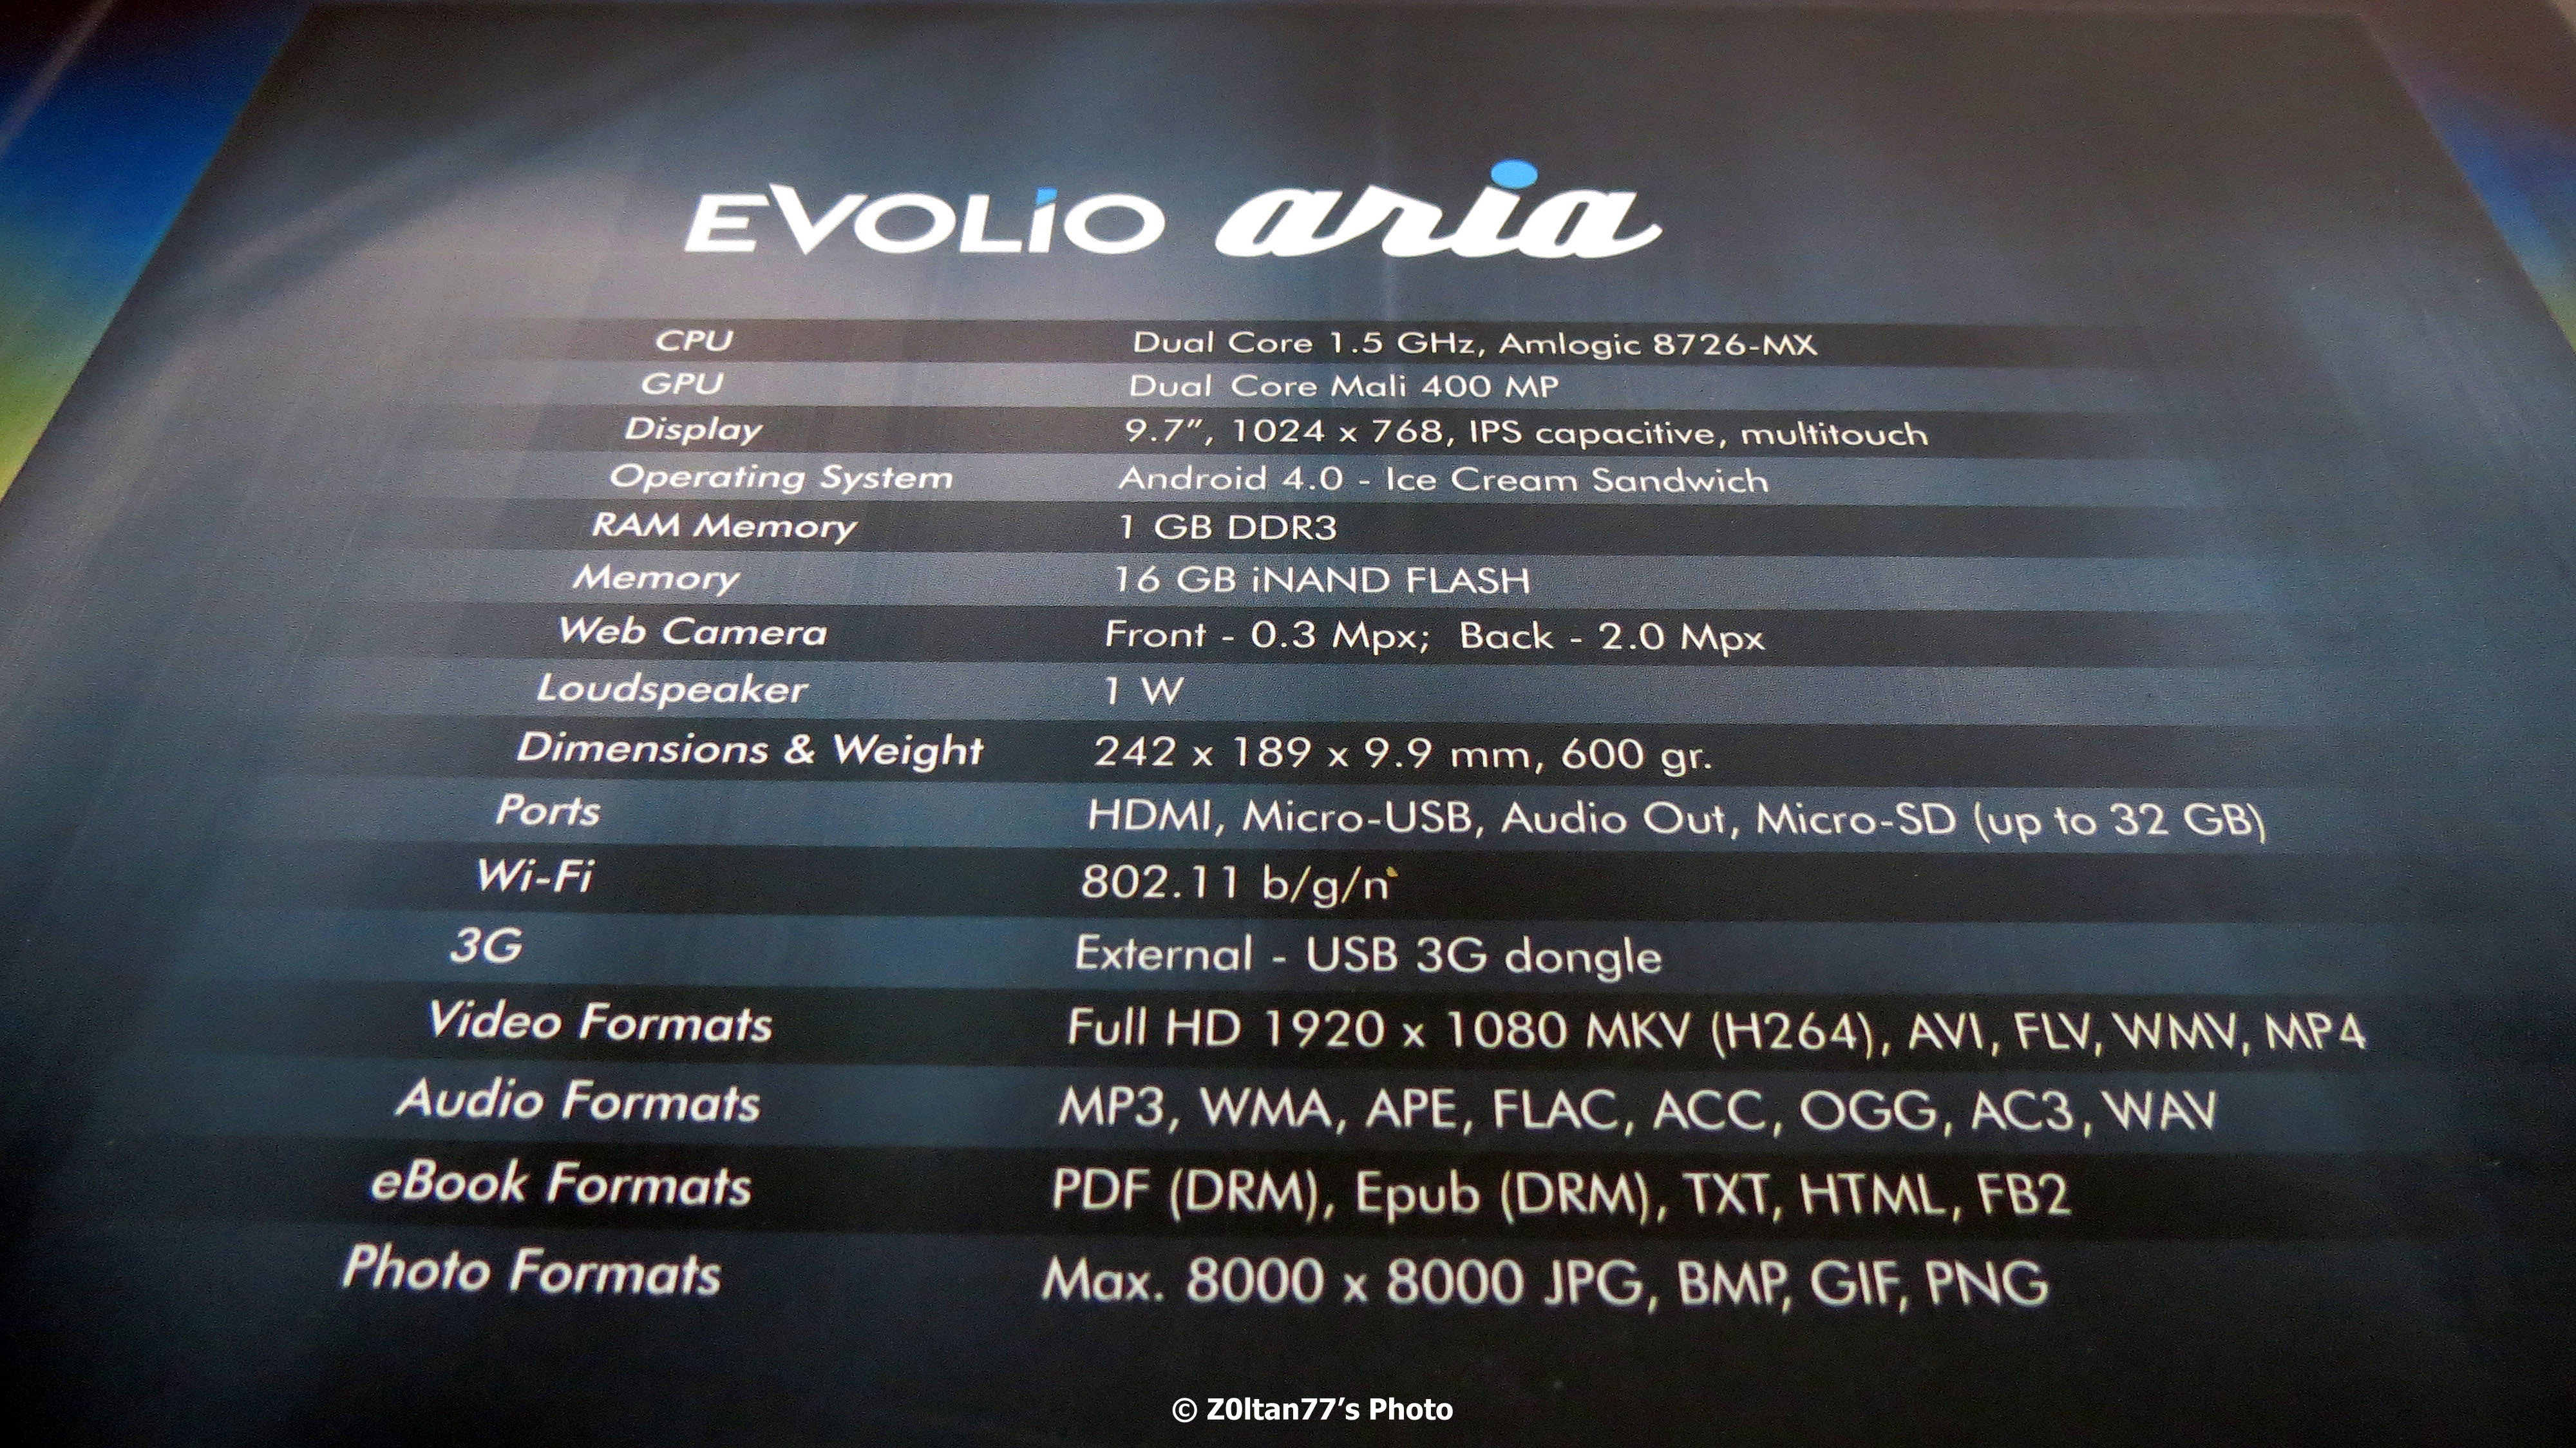 EVOLIO aria
CPU Dual Core 1.5 GHz, Amlogic 8726-MX
GPU Dual Core Mali 400 MP
Display 9.7”, 1024 x 768, IPS capacitive, multitouch
Operating System Android 4.0 - Ice Cream Sandwich
RAM Memory 1 GB DDR3
Memory 16 GB iNAND FLASH
Web Camera Front - 0.3 Mpx; Back - 2.0 Mpx
Loudspeaker 1 W
Dimensions & Weight 242 x 189 x 9.9 mm, 600 gr.
Ports HDMI, Micro-USB, Audio Out, Micro-SD (up to 32 GB)
Wi-Fi 802.11 b/g/n
3G External - USB 3G dongle
Video Formats Full HD 1920 x 1080 MKV (H264), AVI, FLV, WMV, MP4
Audio Formats MP3, WMA, APE, FLAC, ACC, OGG, AC3, WAV
eBook Formats PDF (DRM), Epub (DRM), TXT, HTML, FB2
Photo Formats Max. 8000 x 8000 JPG, BMP, GIF, PNG
© Z0ltan77’s Photo